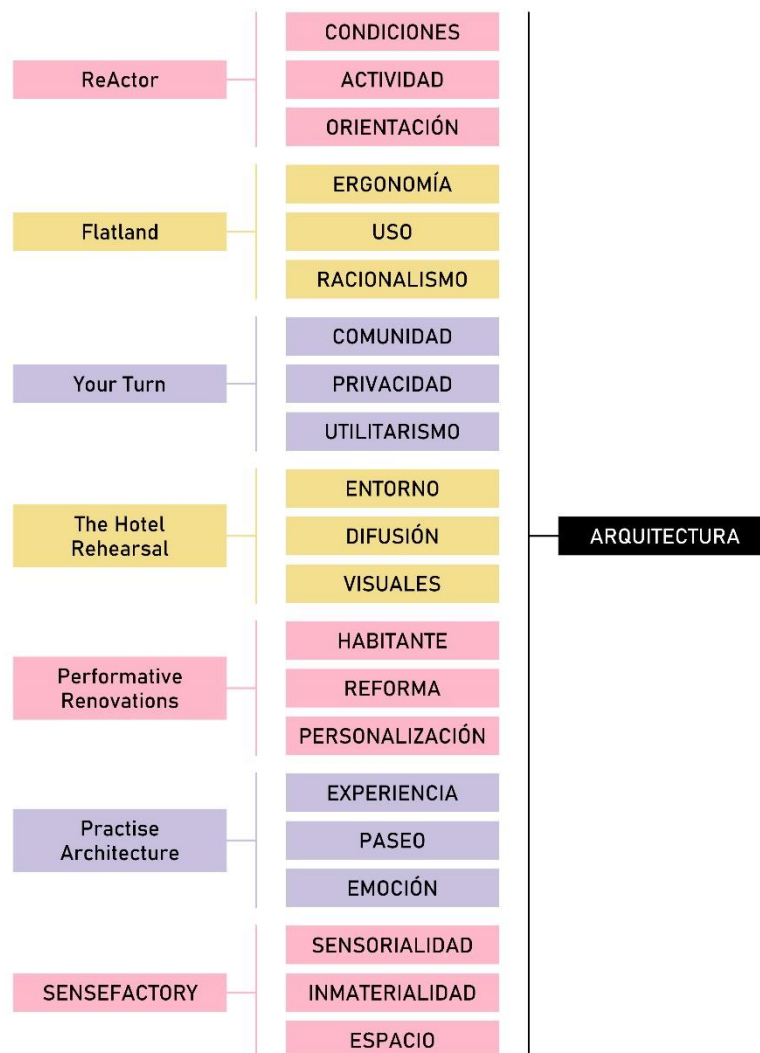 CONDICIONES
ReActor
ACTIVIDAD
ORIENTACIÓN
ERGONOMÍA
Flatland
USO
RACIONALISMO
COMUNIDAD
Your Turn
PRIVACIDAD
UTILITARISMO
ENTORNO
The Hotel
Rehearsal
DIFUSIÓN
ARQUITECTURA
VISUALES
HABITANTE
Performative
Renovations
REFORMA
PERSONALIZACIÓN
EXPERIENCIA
Practise
Architecture
PASEO
EMOCIÓN
SENSORIALIDAD
SENSEFACTORY
INMATERIALIDAD
ESPACIO